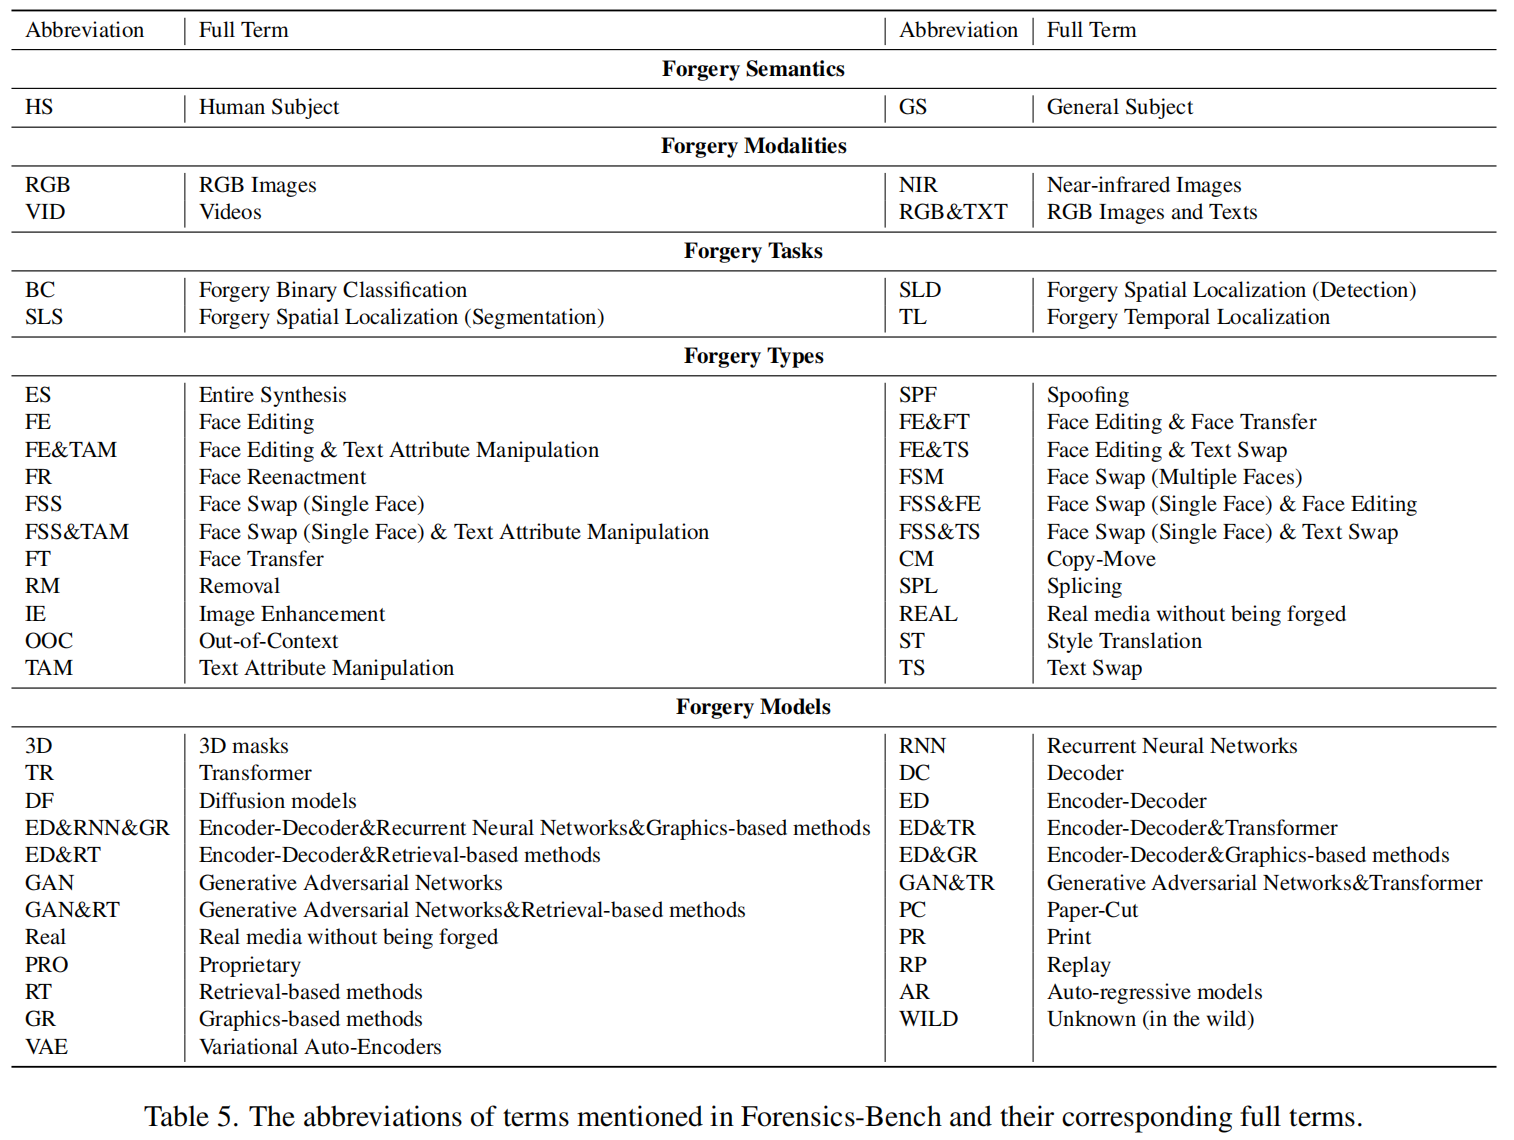 Abbreviation Full Term Abbreviation Full Term
Forgery Semantics
HS Human Subject GS General Subject
Forgery Modalities
RGB RGB Images NIR Near-infrared Images
VID Videos RGB&TXT RGB Images and Texts
Forgery Tasks
BC Forgery Binary Classification SLD Forgery Spatial Localization (Detection)
SLS Forgery Spatial Localization (Segmentation) TL Forgery Temporal Localization
Forgery Types
ES Entire Synthesis SPF Spoofing
FE Face Editing FE&FT Face Editing & Face Transfer
FE&TAM Face Editing & Text Attribute Manipulation FE&TS Face Editing & Text Swap
FR Face Reenactment FSM Face Swap (Multiple Faces)
FSS Face Swap (Single Face) FSS&FE Face Swap (Single Face) & Face Editing
FSS&TAM Face Swap (Single Face) & Text Attribute Manipulation FSS&TS Face Swap (Single Face) & Text Swap
FT Face Transfer CM Copy-Move
RM Removal SPL Splicing
IE Image Enhancement REAL Real media without being forged
OOC Out-of-Context ST Style Translation
TAM Text Attribute Manipulation TS Text Swap
Forgery Models
3D 3D masks RNN Recurrent Neural Networks
TR Transformer DC Decoder
DF Diffusion models ED Encoder-Decoder
ED&RNN&GR Encoder-Decoder&Recurrent Neural Networks&Graphics-based methods ED&TR Encoder-Decoder&Transformer
ED&RT Encoder-Decoder&Retrieval-based methods ED&GR Encoder-Decoder&Graphics-based methods
GAN Generative Adversarial Networks GAN&TR Generative Adversarial Networks&Transformer
GAN&RT Generative Adversarial Networks&Retrieval-based methods PC Paper-Cut
Real Real media without being forged PR Print
PRO Proprietary RP Replay
RT Retrieval-based methods AR Auto-regressive models
GR Graphics-based methods WILD Unknown (in the wild)
VAE Variational Auto-Encoders
Table 5. The abbreviations of terms mentioned in Forensics-Bench and their corresponding full terms.